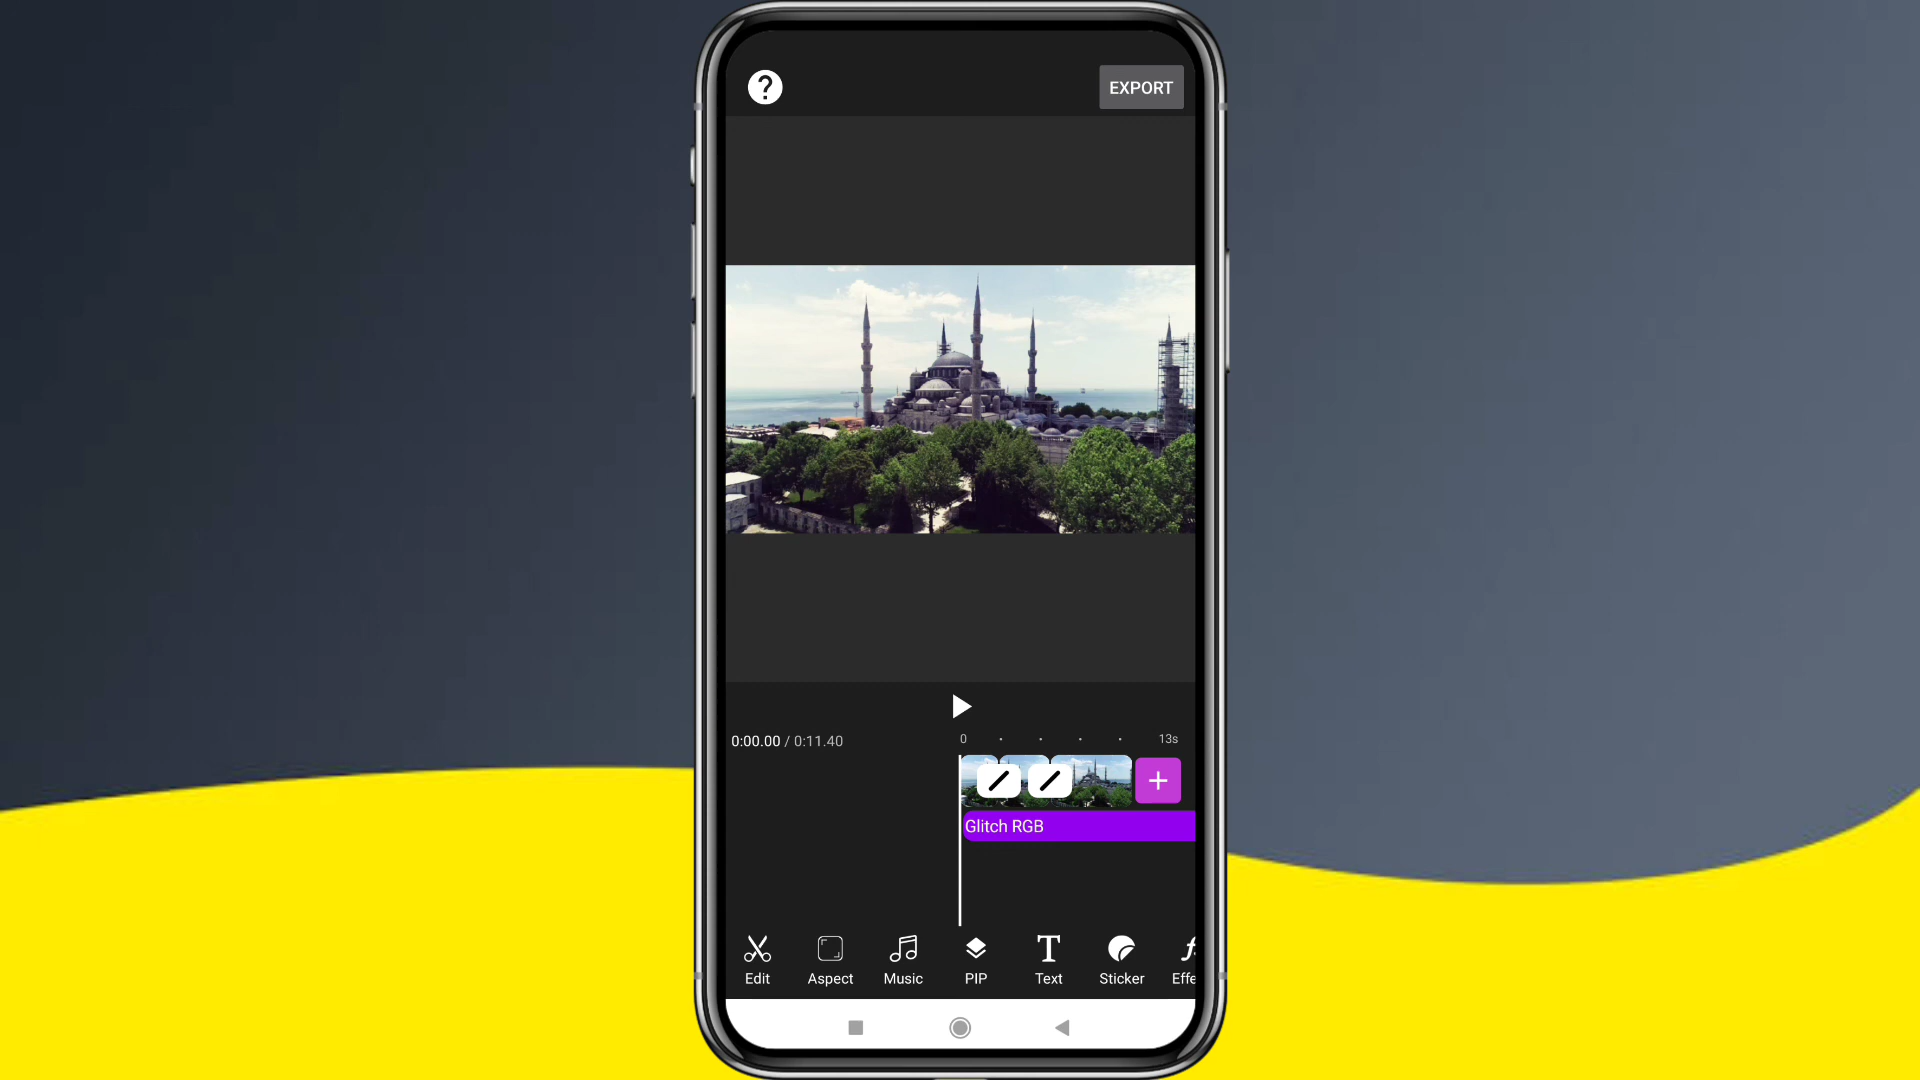 ?
EXPORT
0:00.00 / 0:11.40
0 13s
Glitch RGB
Edit Aspect Music PIP Text Sticker Effe